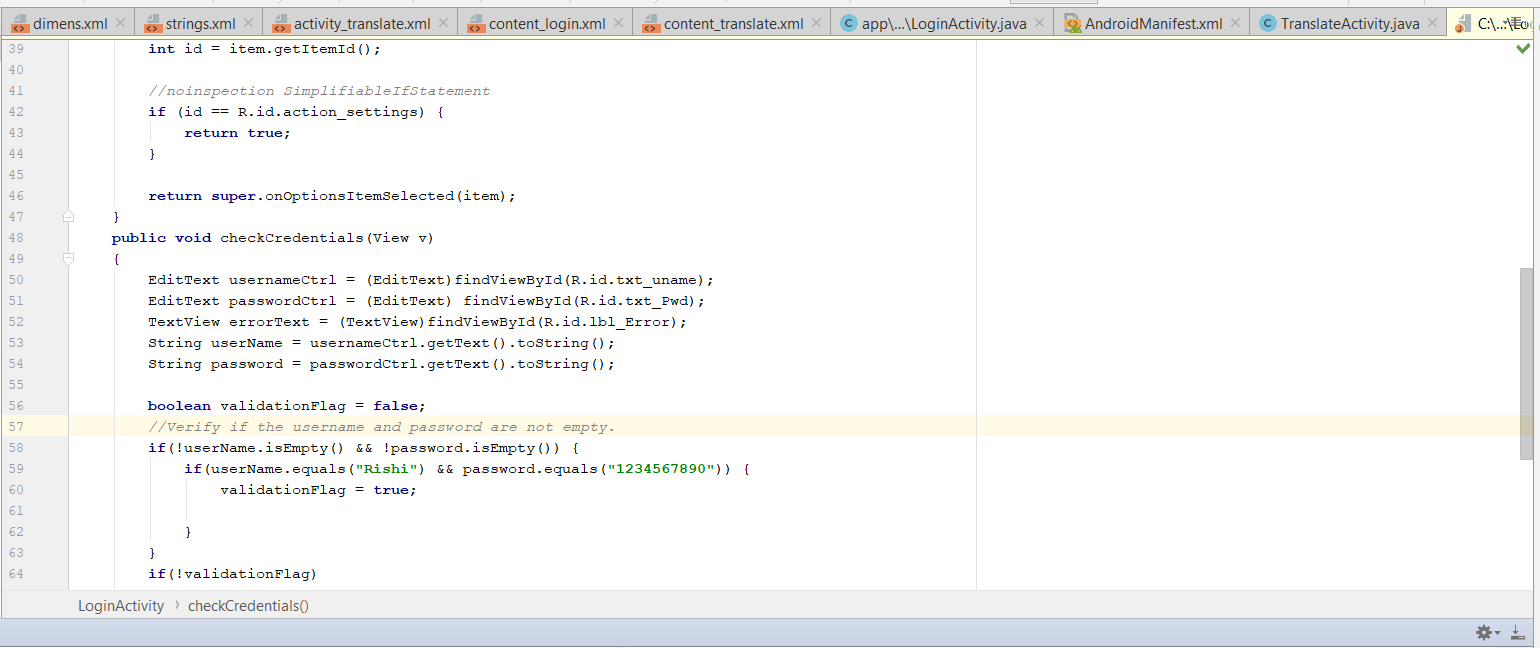 dimens.xml strings.xml activity_translate.xml content_login.xml content_translate.xml app\...\LoginActivity.java AndroidManifest.xml TranslateActivity.java
39 int id = item.getItemId();
40
41 //noinspection SimplifiableIfStatement
42 if (id == R.id.action_settings) {
43 return true;
44 }
45
46 return super.onOptionsItemSelected(item);
47 }
48 public void checkCredentials(View v)
49 {
50 EditText usernameCtrl = (EditText)findViewById(R.id.txt_uname);
51 EditText passwordCtrl = (EditText) findViewById(R.id.txt_Pwd);
52 TextView errorText = (TextView)findViewById(R.id.lbl_Error);
53 String userName = usernameCtrl.getText().toString();
54 String password = passwordCtrl.getText().toString();
55
56 boolean validationFlag = false;
57 //Verify if the username and password are not empty.
58 if(!userName.isEmpty() && !password.isEmpty()) {
59 if(userName.equals("Rishi") && password.equals("1234567890")) {
60 validationFlag = true;
61
62 }
63 }
64 if(!validationFlag)
LoginActivity › checkCredentials()